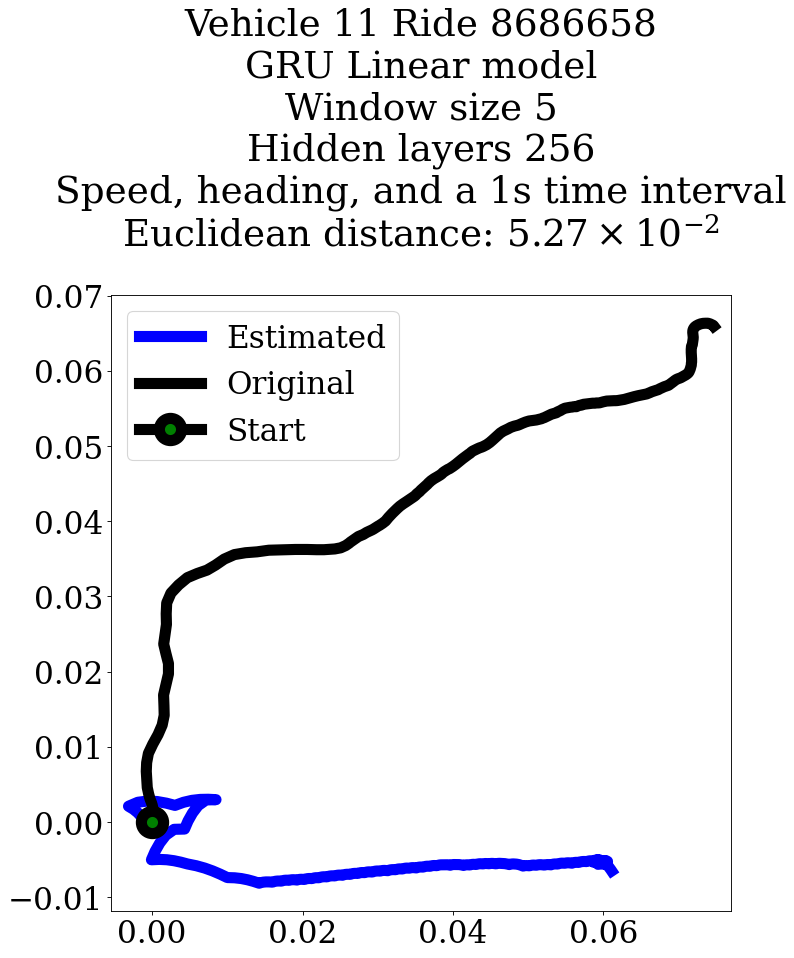 Vehicle 11 Ride 8686658
GRU Linear model
Window size 5
Hidden layers 256
Speed, heading, and a 1s time interval
Euclidean distance: 5.27 × 10⁻²
Estimated
Original
Start
0.07
0.06
0.05
0.04
0.03
0.02
0.01
0.00
−0.01
0.00 0.02 0.04 0.06